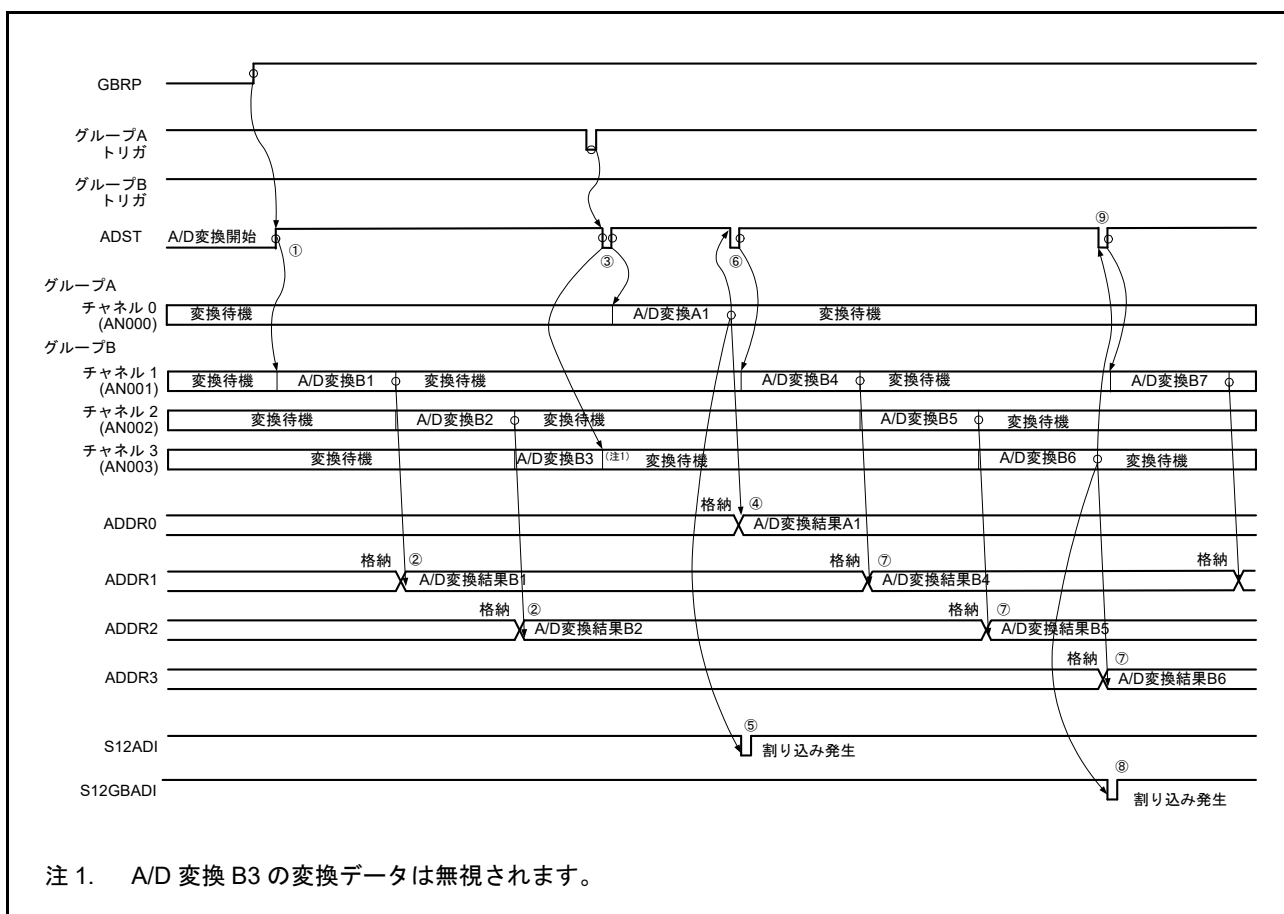 GBRP
グループA
トリガ
グループB
トリガ
ADST A/D変換開始 ① ③ ⑥ ⑨
グループA
チャネル 0
(AN000)
変換待機 A/D変換A1 変換待機
グループB
チャネル 1
(AN001)
変換待機 A/D変換B1 変換待機 A/D変換B4 変換待機 A/D変換B7
チャネル 2
(AN002)
変換待機 A/D変換B2 変換待機 A/D変換B5 変換待機
チャネル 3
(AN003)
変換待機 A/D変換B3 (注1) 変換待機 A/D変換B6 変換待機
格納 ④
ADDR0 A/D変換結果A1
格納 ② 格納 ⑦ 格納
ADDR1 A/D変換結果B1 A/D変換結果B4
格納 ② 格納 ⑦
ADDR2 A/D変換結果B2 A/D変換結果B5
格納 ⑦
ADDR3 A/D変換結果B6
⑤
S12ADI 割り込み発生
⑧
S12GBADI 割り込み発生
注 1. A/D 変換 B3 の変換データは無視されます。